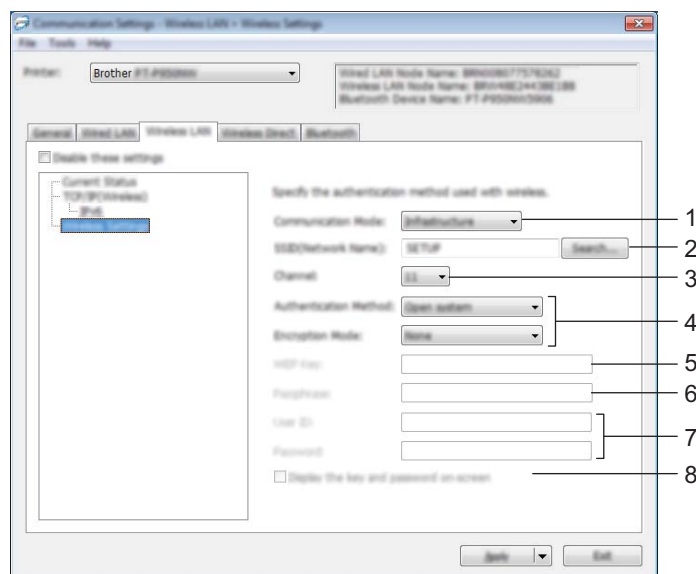 Communication Settings - Wireless LAN > Wireless Settings
File Tools Help
Printer:
Brother PT-P950NW
Wired LAN Node Name:
Wireless LAN Node Name:
Bluetooth Device Name:
General
Wired LAN
Wireless LAN
Wireless Direct
Bluetooth
Disable these settings
Current Status
TCP/IP(Wireless)
IPv6
Wireless Settings
Specify the authentication method used with wireless.
Communication Mode:
Infrastructure
1
SSID(Network Name):
SETUP
Search...
2
Channel:
11
3
Authentication Method:
Open system
4
Encryption Mode:
None
WEP Key:
5
Passphrase:
6
User ID:
7
Password:
Display the key and password on-screen
8
Apply
Exit